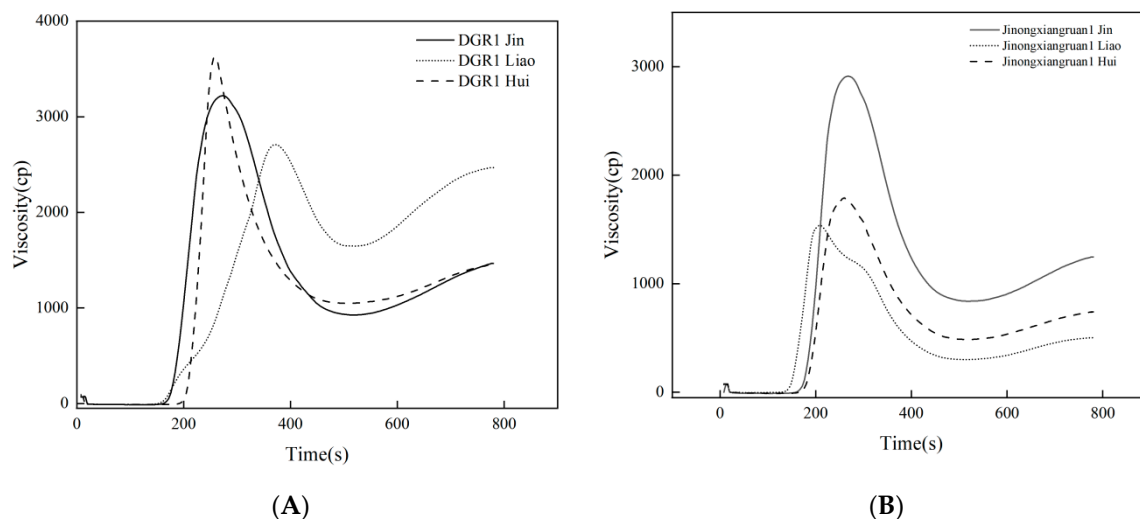 4000
3000
2000
1000
0
Viscosity(cp)
DGR1 Jin
DGR1 Liao
DGR1 Hui
0
200
400
600
800
Time(s)
(A)
3000
2000
1000
0
Viscosity(cp)
Jinongxiangruan1 Jin
Jinongxiangruan1 Liao
Jinongxiangruan1 Hui
0
200
400
600
800
Time(s)
(B)